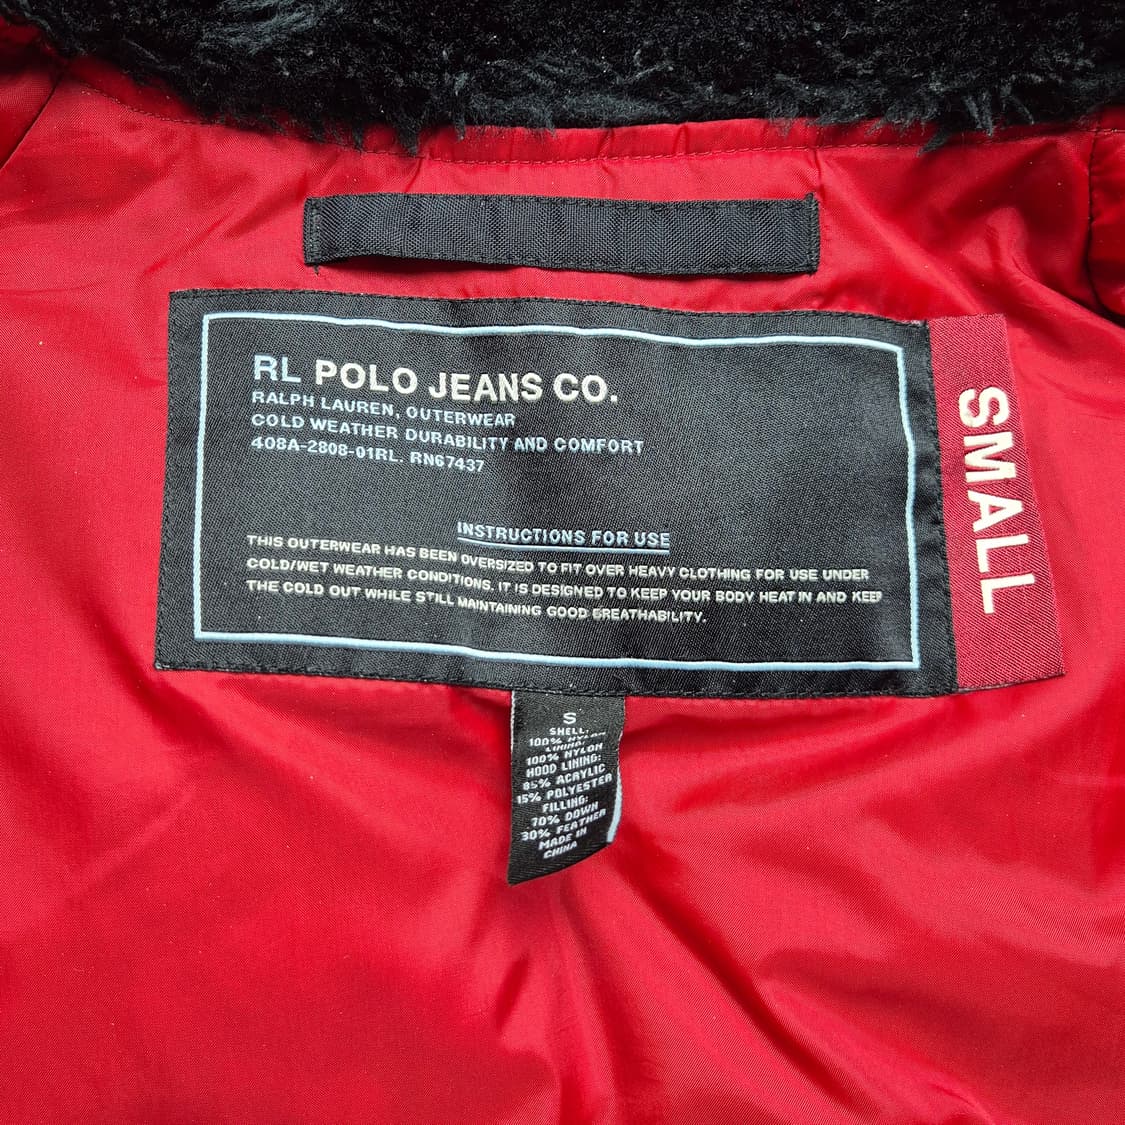 RL POLO JEANS CO.
RALPH LAUREN, OUTERWEAR
COLD WEATHER DURABILITY AND COMFORT
408A-2808-01RL. RN67437
INSTRUCTIONS FOR USE
THIS OUTERWEAR HAS BEEN OVERSIZED TO FIT OVER HEAVY CLOTHING FOR USE UNDER
COLD/WET WEATHER CONDITIONS. IT IS DESIGNED TO KEEP YOUR BODY HEAT IN AND KEEP
THE COLD OUT WHILE STILL MAINTAINING GOOD BREATHABILITY.
SMALL
S
SHELL:
100% NYLON
LINING:
100% NYLON
HOOD LINING:
85% ACRYLIC
15% POLYESTER
FILLING:
70% DOWN
30% FEATHER
MADE IN
CHINA